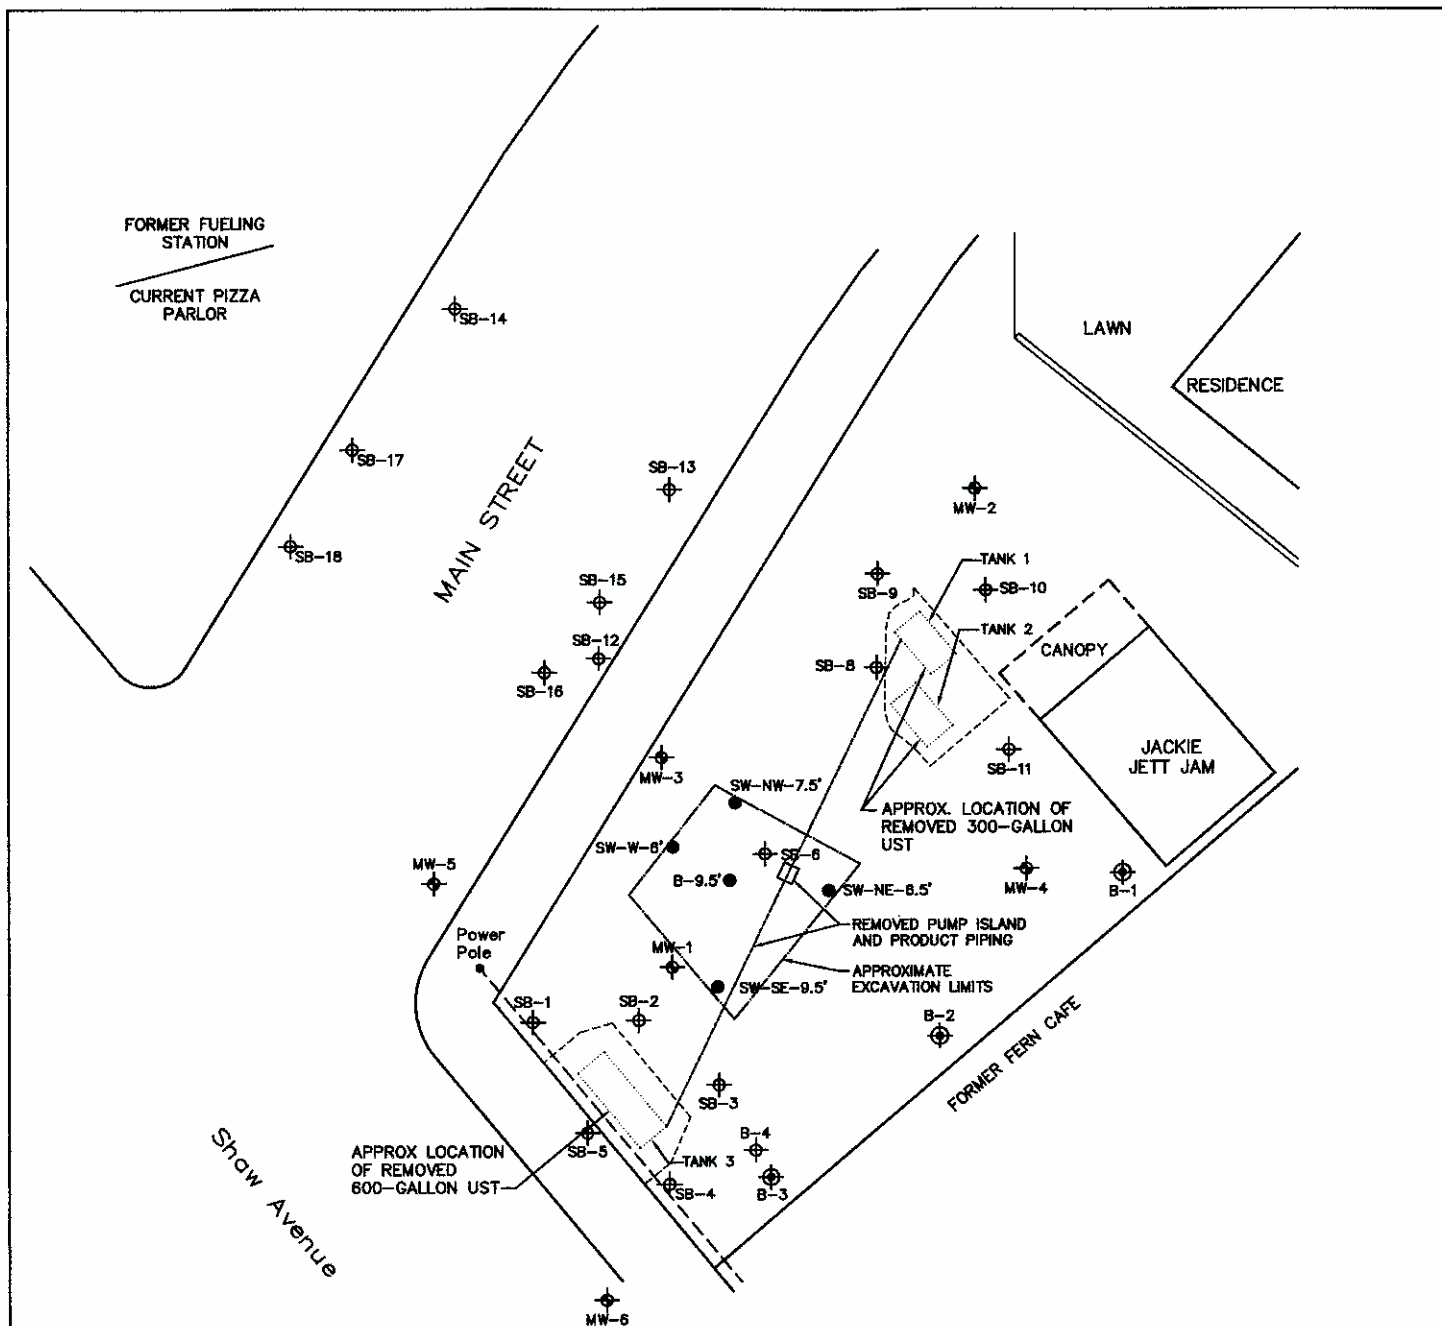 FORMER FUELING
STATION
CURRENT PIZZA
PARLOR
SB-14
LAWN
RESIDENCE
SB-17
SB-13
MAIN STREET
MW-2
SB-18
TANK 1
SB-15
SB-9
SB-10
TANK 2
SB-12
CANOPY
SB-8
SB-16
JACKIE
JETT JAM
MW-3
SB-11
SW-NW-7.5'
APPROX. LOCATION OF
REMOVED 300-GALLON
UST
SW-W-6'
SB-6
MW-5
B-9.5'
SW-NE-6.5'
MW-4
B-1
REMOVED PUMP ISLAND
AND PRODUCT PIPING
Power
Pole
MW-1
APPROXIMATE
EXCAVATION LIMITS
SW-SE-9.5'
SB-1
SB-2
B-2
FORMER FERN CAFE
SB-3
Shaw Avenue
SB-5
B-4
APPROX LOCATION
OF REMOVED
600-GALLON UST
TANK 3
SB-4
B-3
MW-6